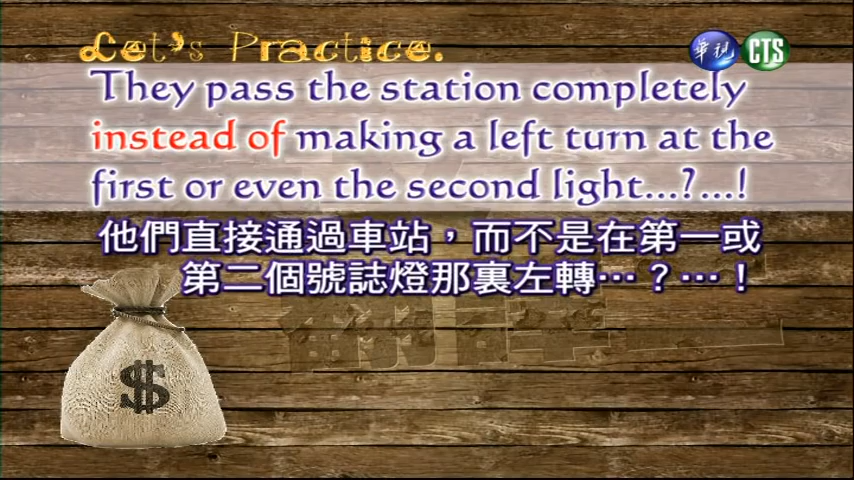 Let's Practice.
華視 CTS
They pass the station completely
instead of making a left turn at the
first or even the second light...?...!
他們直接通過車站，而不是在第一或
第二個號誌燈那裏左轉…？…！
$